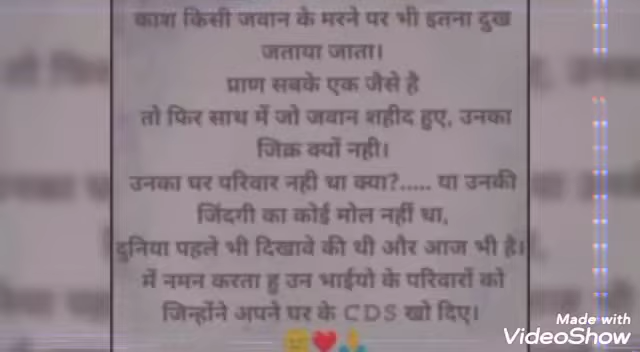 काश किसी जवान के मरने पर भी इतना दुख
जताया जाता।
प्राण सबके एक जैसे है
तो फिर साथ में जो जवान शहीद हुए, उनका
जिक्र क्यों नही।
उनका घर परिवार नही था क्या?..... या उनकी
जिंदगी का कोई मोल नहीं था,
दुनिया पहले भी दिखावे की थी और आज भी है।
में नमन करता हु उन भाईयो के परिवारों को
जिन्होंने अपने घर के CDS खो दिए।
Made with
VideoShow